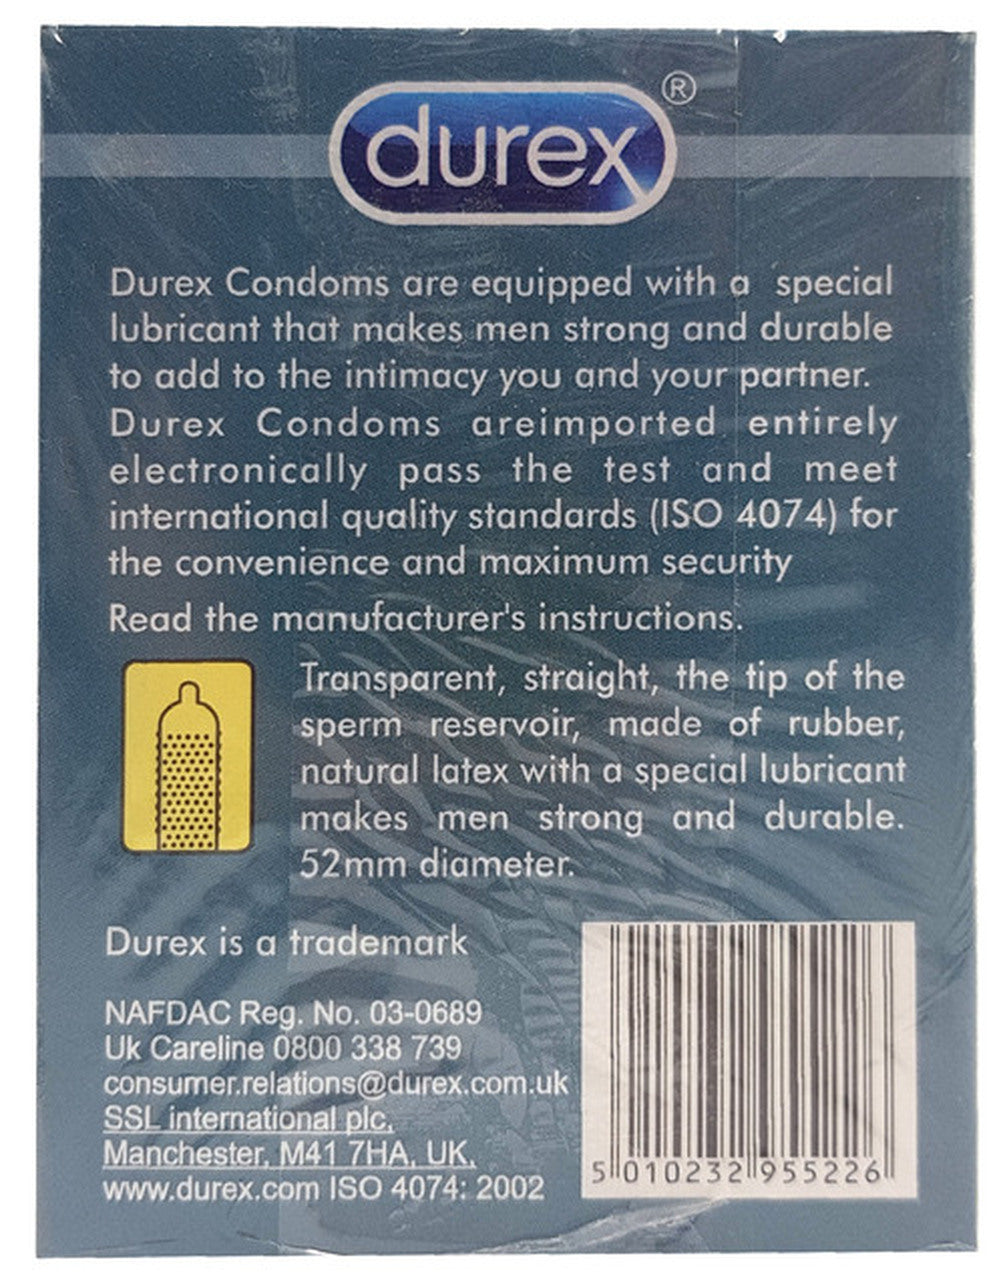 durex®
Durex Condoms are equipped with a special
lubricant that makes men strong and durable
to add to the intimacy you and your partner.
Durex Condoms areimported entirely
electronically pass the test and meet
international quality standards (ISO 4074) for
the convenience and maximum security
Read the manufacturer's instructions.
Transparent, straight, the tip of the
sperm reservoir, made of rubber,
natural latex with a special lubricant
makes men strong and durable.
52mm diameter.
Durex is a trademark
NAFDAC Reg. No. 03-0689
Uk Careline 0800 338 739
consumer.relations@durex.com.uk
SSL international plc,
Manchester, M41 7HA, UK,
www.durex.com ISO 4074: 2002
5 010232 955226